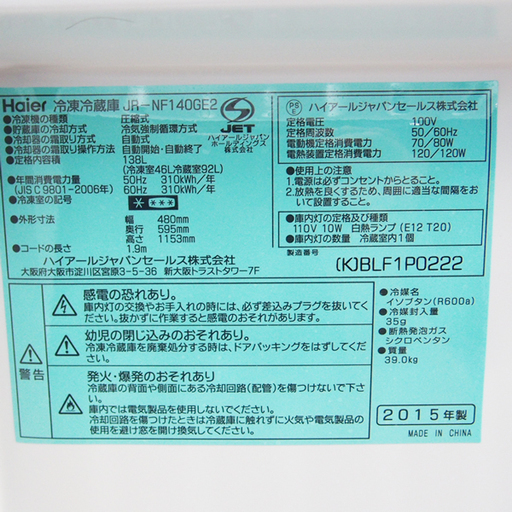 Haier 冷凍冷蔵庫 JR-NF140GE2
●冷凍機の種類 圧縮式
●貯蔵庫の冷却方式 冷気強制循環方式
●冷却器の霜取り方式 自動式
●冷却器の霜取り操作方法 自動開始・自動終了
138L
(冷凍室46L冷蔵室92L)
●年間消費電力量 50Hz 310kWh/年
(JIS C 9801-2006年) 60Hz 310kWh/年
●冷凍室の記号
●外形寸法 幅 480mm
奥行 595mm
高さ 1153mm
●コードの長さ 1.9m
ハイアールジャパンセールス株式会社
大阪府大阪市淀川区宮原3-5-36 新大阪トラストタワー7F
JET
ハイアールジャパン
ホールディングス
株式会社
PS
E
ハイアールジャパンセールス株式会社
定格電圧 100V
定格周波数 50/60Hz
電動機定格消費電力 70/80W
電熱装置定格消費電力 120/120W
●使用上の注意
1.電源は必ずコンセントからとること。
2.放熱を良くするため、周囲に適当な間隔をお
いて設置すること。
●庫内灯の定格及び種類
110V 10W 白熱ランプ(E12 T20)
●庫内灯の数量 冷蔵室内1個
製造番号
(K)BLF1P0222
警告
感電の恐れあり。
庫内灯の交換やお手入れの時には、必ず差込みプラグを抜いてく
ださい。抜かずに作業すると感電のおそれがあります。
幼児の閉じ込めのおそれあり
冷凍冷蔵庫を廃棄処分する時は、ドアパッキングをはずしてくだ
さい。
発火・爆発のおそれあり
冷蔵庫の背面や側面にある冷却回路(配管)を傷つけないで下さ
い。
庫内では電気製品を使用しないでください。
冷却回路を傷つけたときは冷蔵庫に触れずに火気や電気製品の
使用を避け窓を開け換気してください。
●冷媒名
イソブタン(R600a)
●冷媒封入量
35g
●断熱発泡ガス
シクロペンタン
●質量
39.0kg
2015年製
MADE IN CHINA